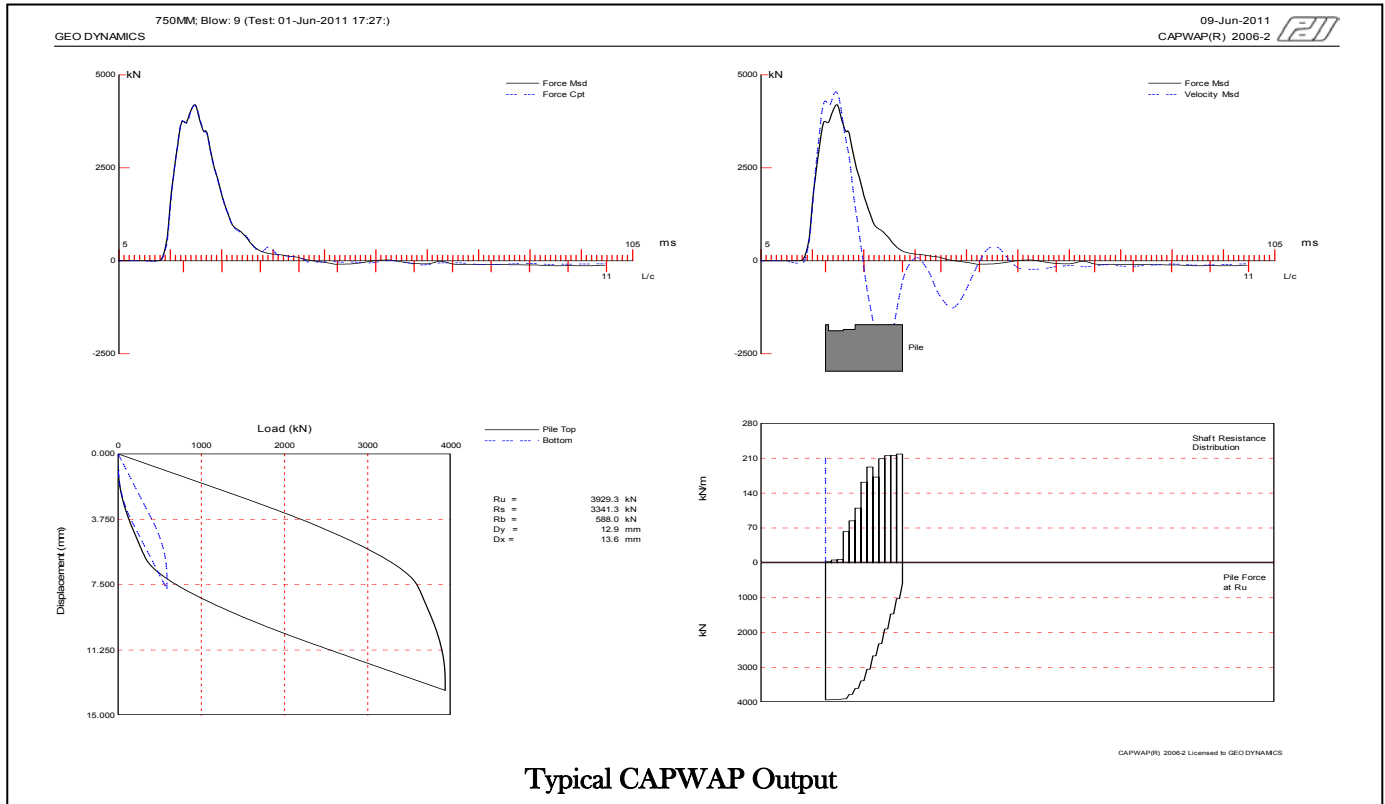 750MM; Blow: 9 (Test: 01-Jun-2011 17:27:)
09-Jun-2011
GEO DYNAMICS
CAPWAP(R) 2006-2
5000
kN
Force Msd
Force Cpt
2500
5
105
ms
0
11
L/c
-2500
5000
kN
Force Msd
Velocity Msd
2500
5
105
ms
0
11
L/c
Pile
-2500
Load (kN)
0
1000
2000
3000
4000
Pile Top
Bottom
0.000
3.750
7.500
11.250
15.000
Displacement (mm)
Ru = 3929.3 kN
Rs = 3341.3 kN
Rb = 588.0 kN
Dy = 12.9 mm
Dx = 13.6 mm
280
Shaft Resistance
Distribution
210
140
70
0
kN/m
Pile Force
at Ru
1000
2000
3000
4000
kN
CAPWAP(R) 2006-2 Licensed to GEO DYNAMICS
Typical CAPWAP Output